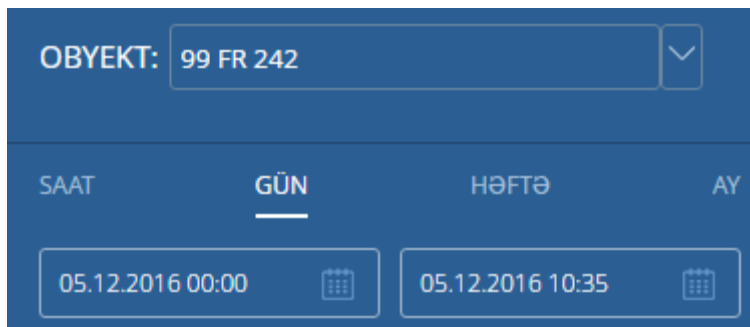 OBYEKT: 99 FR 242
SAAT GÜN HƏFTƏ AY
05.12.2016 00:00 05.12.2016 10:35